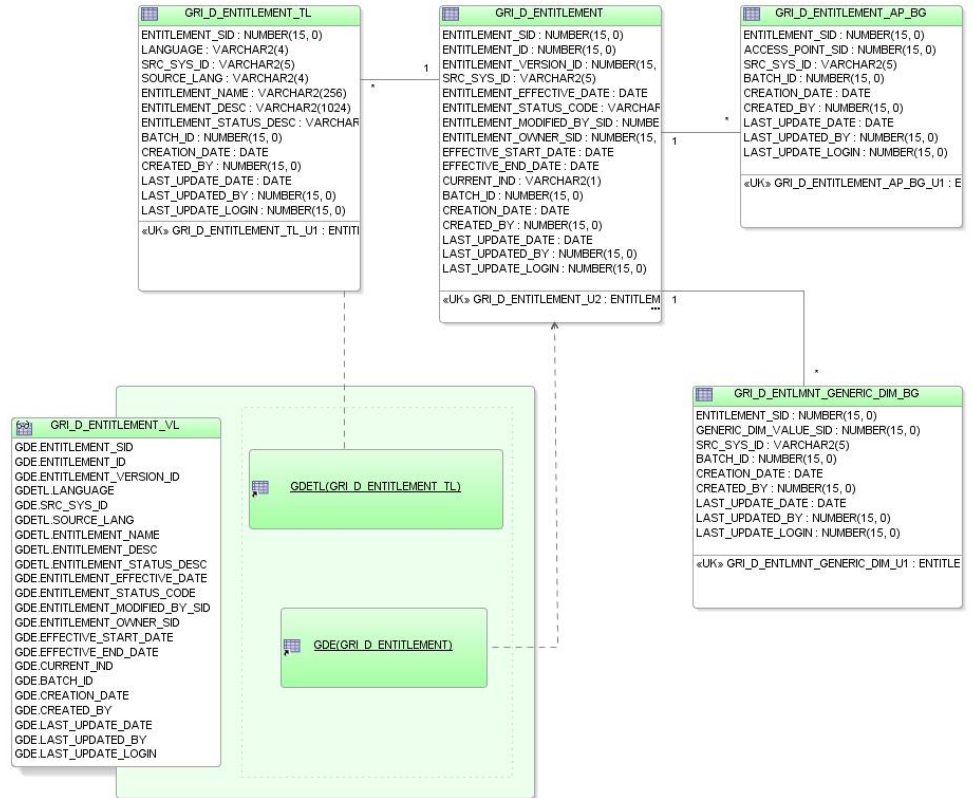 GRI_D_ENTITLEMENT_TL
ENTITLEMENT_SID : NUMBER(15, 0)
LANGUAGE : VARCHAR2(4)
SRC_SYS_ID : VARCHAR2(5)
SOURCE_LANG : VARCHAR2(4)
ENTITLEMENT_NAME : VARCHAR2(256)
ENTITLEMENT_DESC : VARCHAR2(1024)
ENTITLEMENT_STATUS_DESC : VARCHAR
BATCH_ID : NUMBER(15, 0)
CREATION_DATE : DATE
CREATED_BY : NUMBER(15, 0)
LAST_UPDATE_DATE : DATE
LAST_UPDATED_BY : NUMBER(15, 0)
LAST_UPDATE_LOGIN : NUMBER(15, 0)
«UK» GRI_D_ENTITLEMENT_TL_U1 : ENTITI
1
*
GRI_D_ENTITLEMENT
ENTITLEMENT_SID : NUMBER(15, 0)
ENTITLEMENT_ID : NUMBER(15, 0)
ENTITLEMENT_VERSION_ID : NUMBER(15,
SRC_SYS_ID : VARCHAR2(5)
ENTITLEMENT_EFFECTIVE_DATE : DATE
ENTITLEMENT_STATUS_CODE : VARCHAR
ENTITLEMENT_MODIFIED_BY_SID : NUMBE
ENTITLEMENT_OWNER_SID : NUMBER(15,
EFFECTIVE_START_DATE : DATE
EFFECTIVE_END_DATE : DATE
CURRENT_IND : VARCHAR2(1)
BATCH_ID : NUMBER(15, 0)
CREATION_DATE : DATE
CREATED_BY : NUMBER(15, 0)
LAST_UPDATE_DATE : DATE
LAST_UPDATED_BY : NUMBER(15, 0)
LAST_UPDATE_LOGIN : NUMBER(15, 0)
«UK» GRI_D_ENTITLEMENT_U2 : ENTITLEM
...
*
1
GRI_D_ENTITLEMENT_AP_BG
ENTITLEMENT_SID : NUMBER(15, 0)
ACCESS_POINT_SID : NUMBER(15, 0)
SRC_SYS_ID : VARCHAR2(5)
BATCH_ID : NUMBER(15, 0)
CREATION_DATE : DATE
CREATED_BY : NUMBER(15, 0)
LAST_UPDATE_DATE : DATE
LAST_UPDATED_BY : NUMBER(15, 0)
LAST_UPDATE_LOGIN : NUMBER(15, 0)
«UK» GRI_D_ENTITLEMENT_AP_BG_U1 : E
1
*
GRI_D_ENTLMNT_GENERIC_DIM_BG
ENTITLEMENT_SID : NUMBER(15, 0)
GENERIC_DIM_VALUE_SID : NUMBER(15, 0)
SRC_SYS_ID : VARCHAR2(5)
BATCH_ID : NUMBER(15, 0)
CREATION_DATE : DATE
CREATED_BY : NUMBER(15, 0)
LAST_UPDATE_DATE : DATE
LAST_UPDATED_BY : NUMBER(15, 0)
LAST_UPDATE_LOGIN : NUMBER(15, 0)
«UK» GRI_D_ENTLMNT_GENERIC_DIM_U1 : ENTITLE
GRI_D_ENTITLEMENT_VL
GDE.ENTITLEMENT_SID
GDE.ENTITLEMENT_ID
GDE.ENTITLEMENT_VERSION_ID
GDETL.LANGUAGE
GDE.SRC_SYS_ID
GDETL.SOURCE_LANG
GDETL.ENTITLEMENT_NAME
GDETL.ENTITLEMENT_DESC
GDETL.ENTITLEMENT_STATUS_DESC
GDE.ENTITLEMENT_EFFECTIVE_DATE
GDE.ENTITLEMENT_STATUS_CODE
GDE.ENTITLEMENT_MODIFIED_BY_SID
GDE.ENTITLEMENT_OWNER_SID
GDE.EFFECTIVE_START_DATE
GDE.EFFECTIVE_END_DATE
GDE.CURRENT_IND
GDE.BATCH_ID
GDE.CREATION_DATE
GDE.CREATED_BY
GDE.LAST_UPDATE_DATE
GDE.LAST_UPDATED_BY
GDE.LAST_UPDATE_LOGIN
GDETL(GRI_D_ENTITLEMENT_TL)
GDE(GRI_D_ENTITLEMENT)